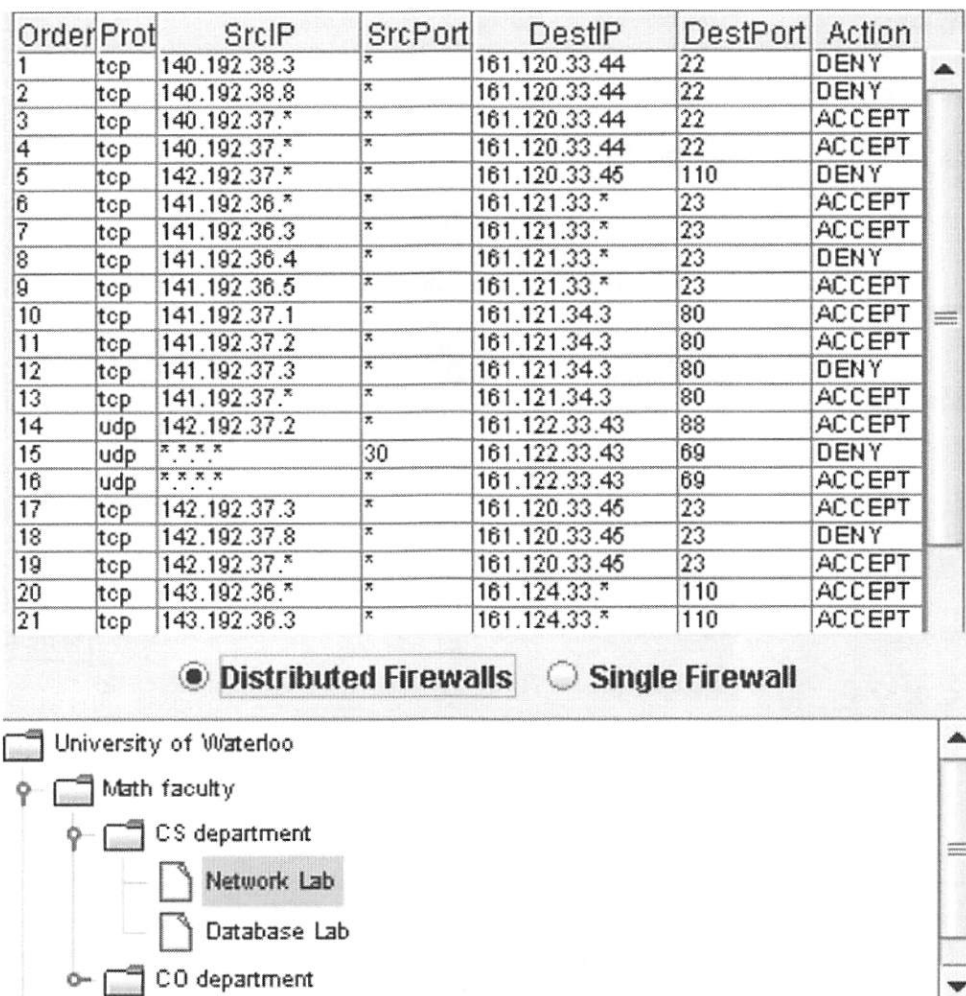 Order Prot SrcIP SrcPort DestIP DestPort Action
1 tcp 140.192.38.3 * 161.120.33.44 22 DENY
2 tcp 140.192.38.8 * 161.120.33.44 22 DENY
3 tcp 140.192.37.* * 161.120.33.44 22 ACCEPT
4 tcp 140.192.37.* * 161.120.33.44 22 ACCEPT
5 tcp 142.192.37.* * 161.120.33.45 110 DENY
6 tcp 141.192.36.* * 161.121.33.* 23 ACCEPT
7 tcp 141.192.36.3 * 161.121.33.* 23 ACCEPT
8 tcp 141.192.36.4 * 161.121.33.* 23 DENY
9 tcp 141.192.36.5 * 161.121.33.* 23 ACCEPT
10 tcp 141.192.37.1 * 161.121.34.3 80 ACCEPT
11 tcp 141.192.37.2 * 161.121.34.3 80 ACCEPT
12 tcp 141.192.37.3 * 161.121.34.3 80 DENY
13 tcp 141.192.37.* * 161.121.34.3 80 ACCEPT
14 udp 142.192.37.2 * 161.122.33.43 88 ACCEPT
15 udp *.*.*.* 30 161.122.33.43 69 DENY
16 udp *.*.*.* * 161.122.33.43 69 ACCEPT
17 tcp 142.192.37.3 * 161.120.33.45 23 ACCEPT
18 tcp 142.192.37.8 * 161.120.33.45 23 DENY
19 tcp 142.192.37.* * 161.120.33.45 23 ACCEPT
20 tcp 143.192.36.* * 161.124.33.* 110 ACCEPT
21 tcp 143.192.36.3 * 161.124.33.* 110 ACCEPT
Distributed Firewalls Single Firewall
University of Waterloo
Math faculty
CS department
Network Lab
Database Lab
CO department